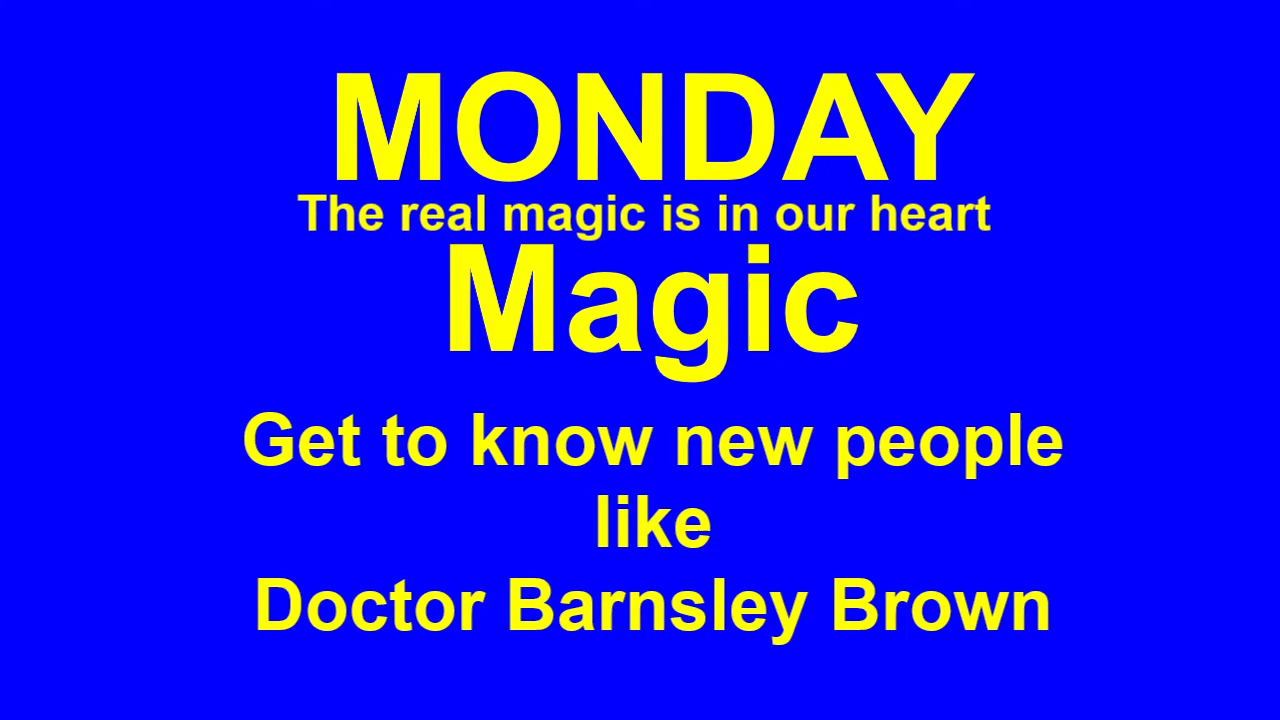 MONDAY
The real magic is in our heart
Magic
Get to know new people
like
Doctor Barnsley Brown